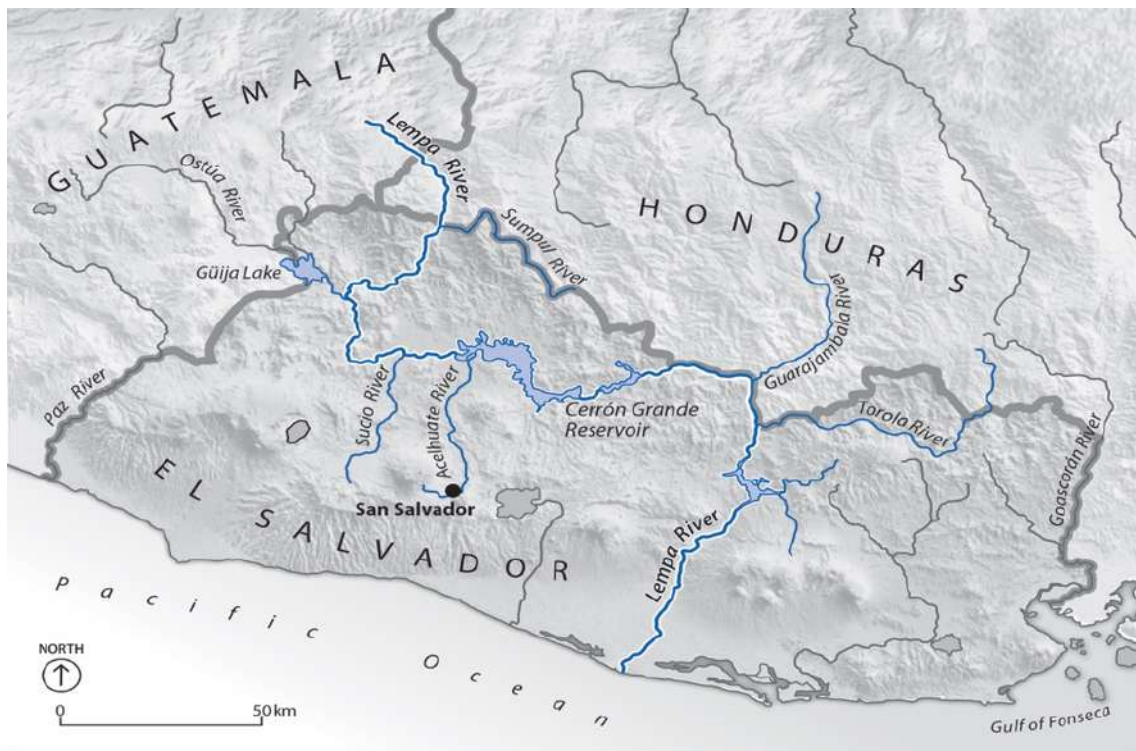 GUATEMALA
Lempa River
Ostúa River
HONDURAS
Sumpul River
Güija Lake
Guarajambala River
Paz River
Sucio River
Acelhuate River
Cerrón Grande
Reservoir
Torola River
Goascorán River
EL
SALVADOR
San Salvador
Lempa River
Pacific Ocean
NORTH
0 50 km
Gulf of Fonseca